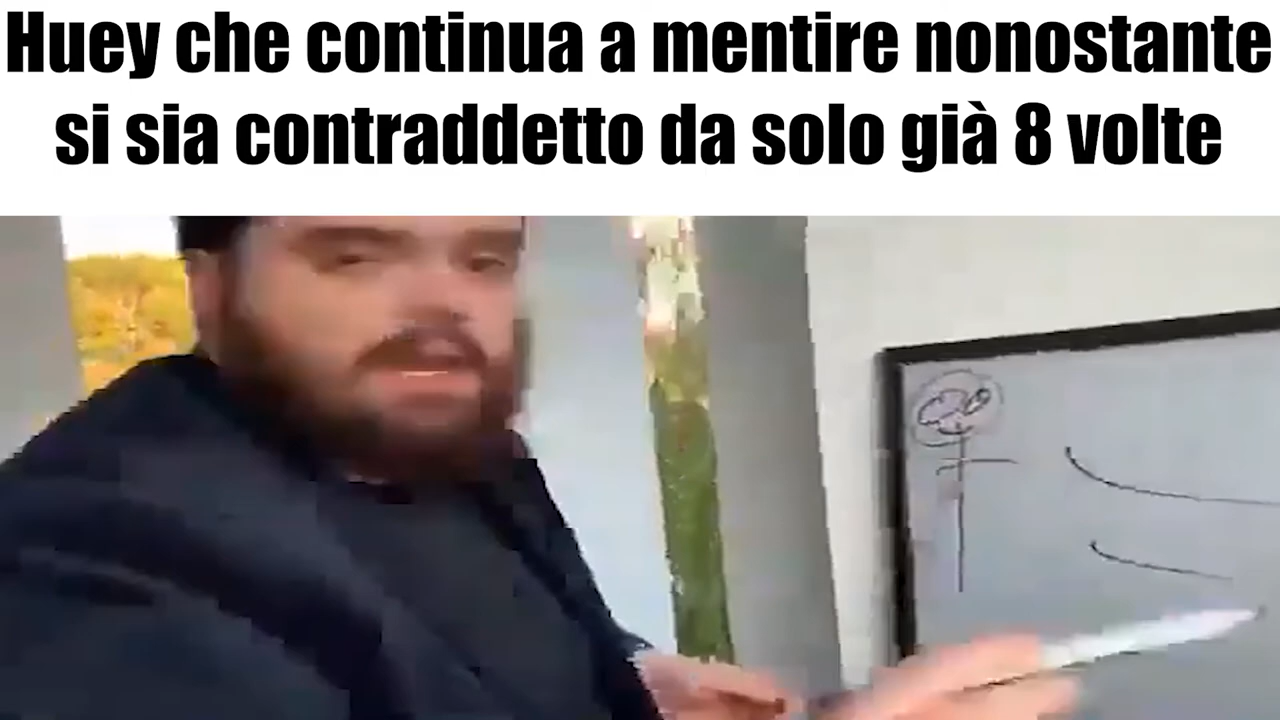 Huey che continua a mentire nonostante
si sia contraddetto da solo già 8 volte